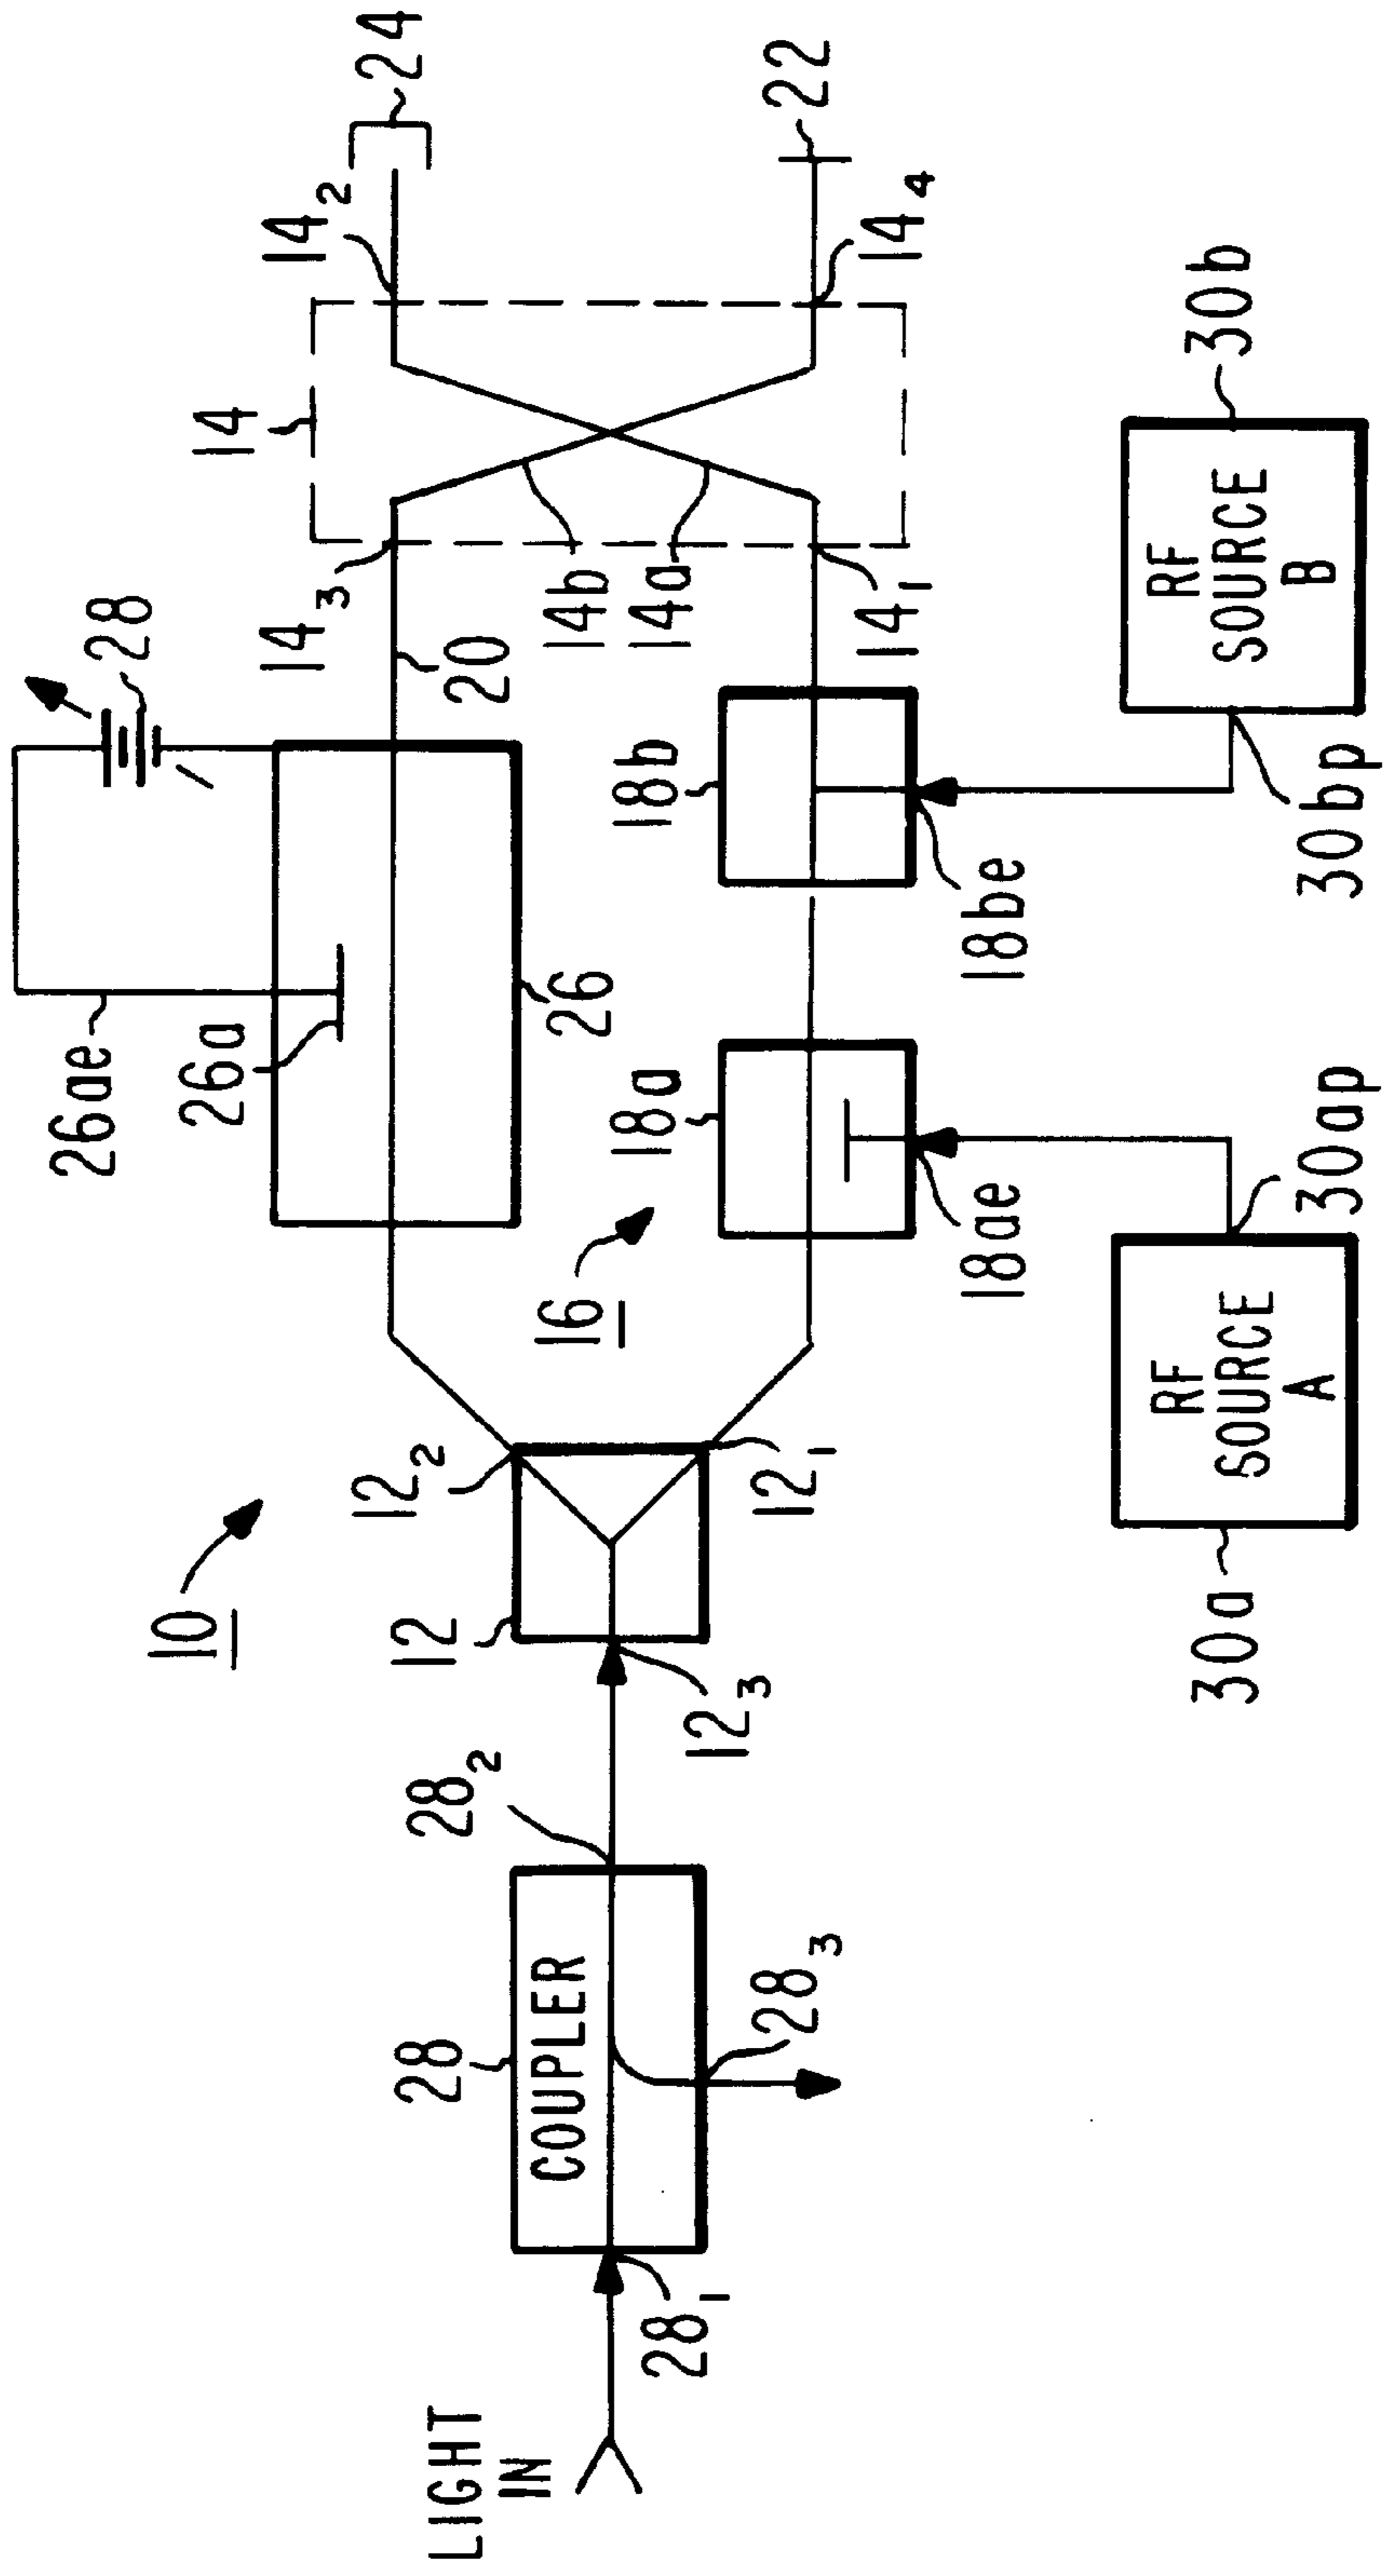 LIGHT
IN
28₁
28
COUPLER
28₂
28₃
10
12
12₃
12₂
12₁
16
26ae
26a
26
28
20
18a
18ae
18b
18be
14₃
14
14b
14a
14₁
14₂
14₄
24
22
30a
RF
SOURCE
A
30ap
30bp
RF
SOURCE
B
30b